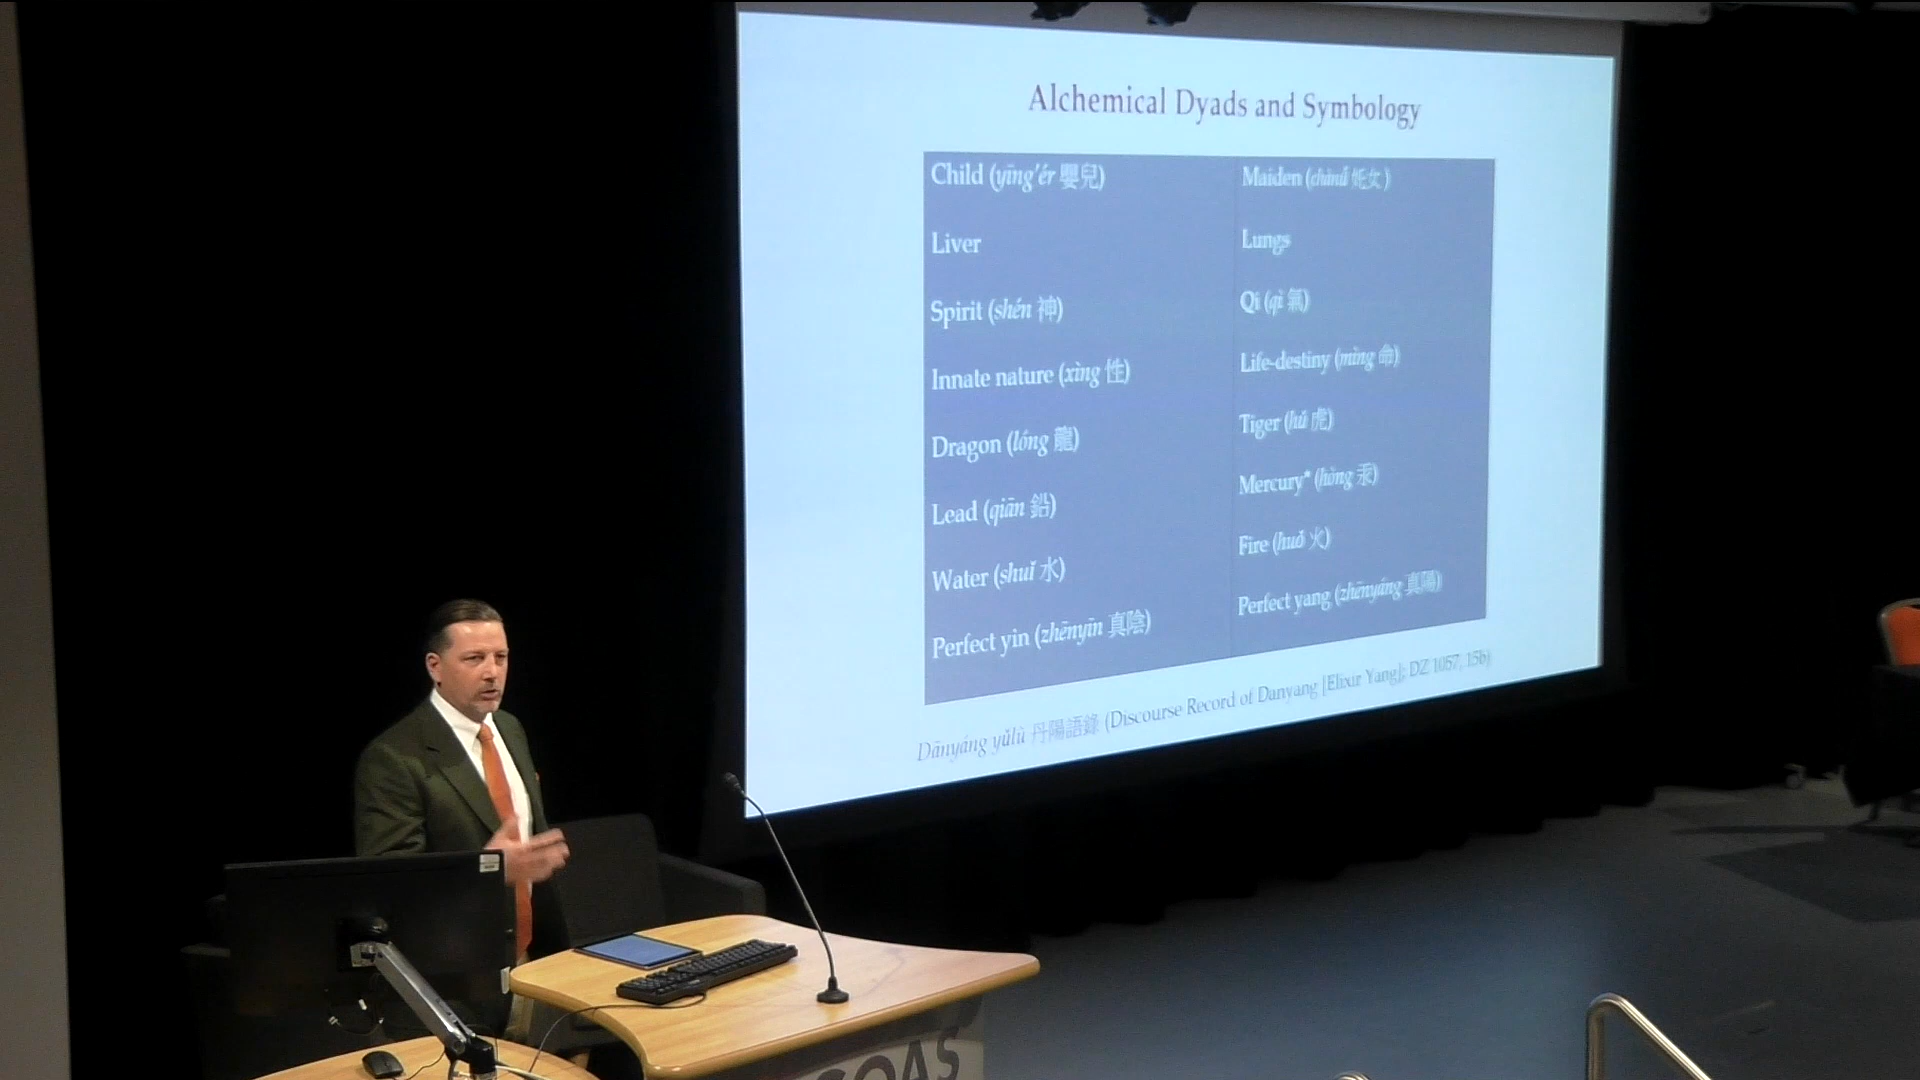 Alchemical Dyads and Symbology
Child (yīng'ér 嬰兒)
Maiden (chànǚ 奼女)
Liver
Lungs
Spirit (shén 神)
Qi (qì 氣)
Innate nature (xìng 性)
Life-destiny (mìng 命)
Dragon (lóng 龍)
Tiger (hǔ 虎)
Lead (qiān 鉛)
Mercury* (hòng 汞)
Water (shuǐ 水)
Fire (huǒ 火)
Perfect yin (zhēnyīn 真陰)
Perfect yang (zhēnyáng 真陽)
Dānyáng yǔlù 丹陽語錄 (Discourse Record of Danyang [Elixir Yang]; DZ 1057, 15b)
SOAS